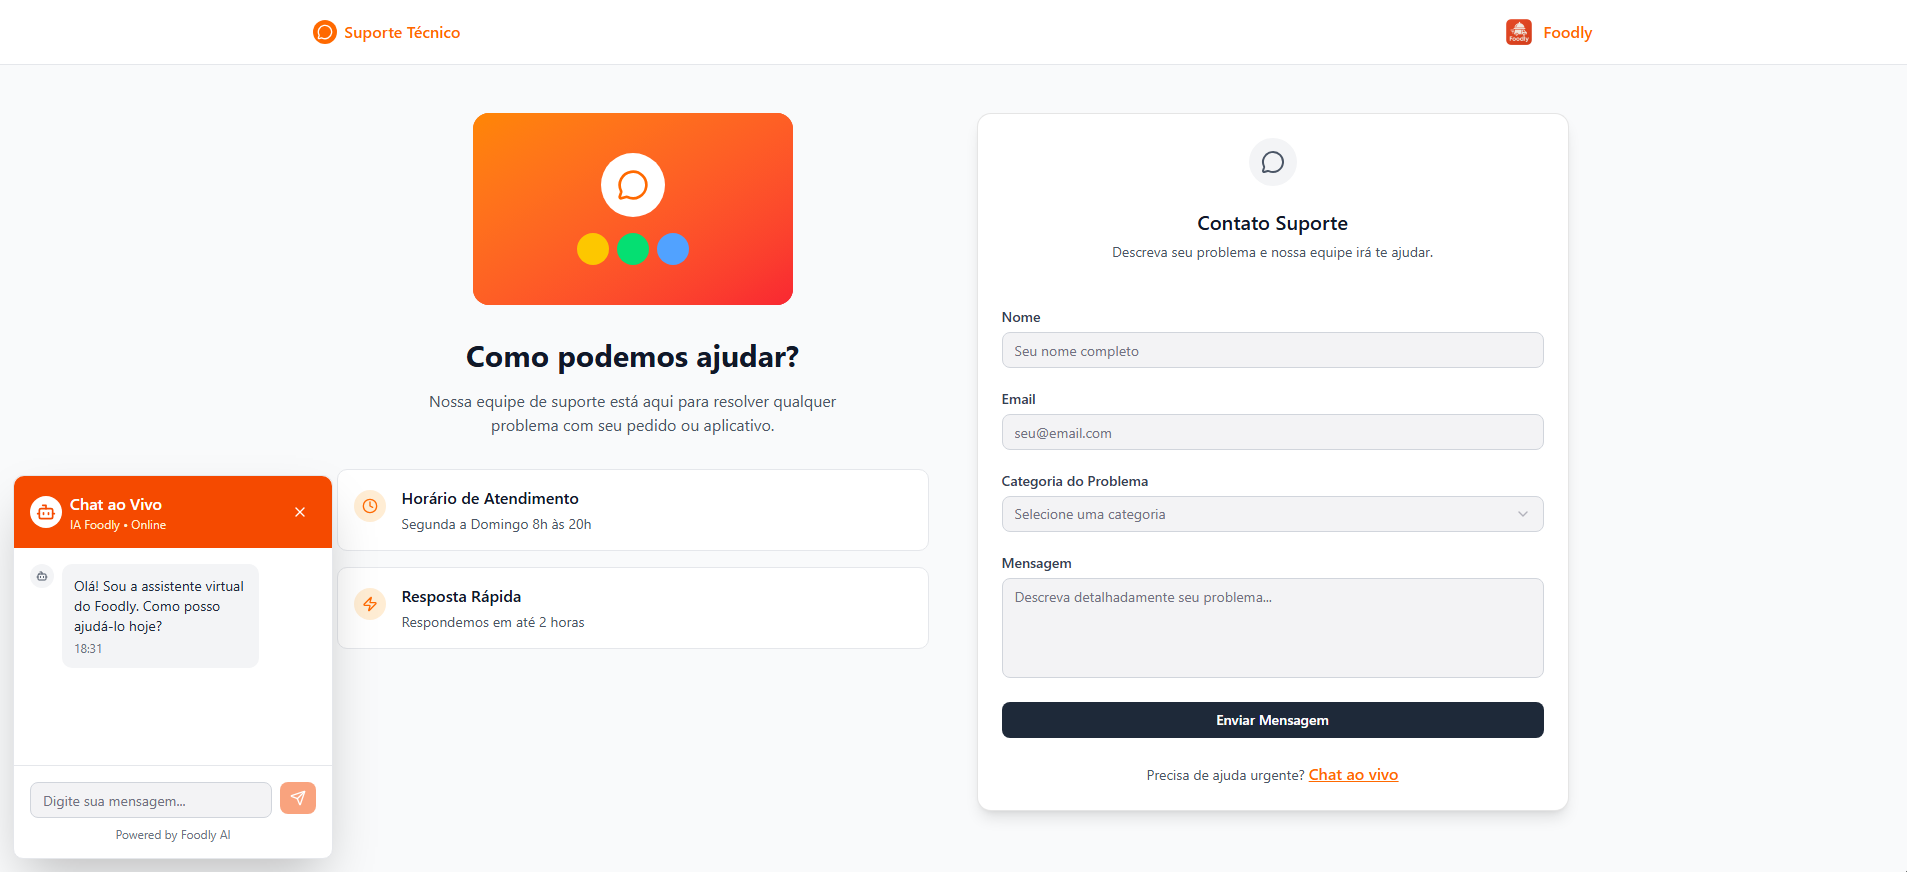 Suporte Técnico
Foodly
Foodly
Como podemos ajudar?
Nossa equipe de suporte está aqui para resolver qualquer
problema com seu pedido ou aplicativo.
Horário de Atendimento
Segunda a Domingo 8h às 20h
Resposta Rápida
Respondemos em até 2 horas
Contato Suporte
Descreva seu problema e nossa equipe irá te ajudar.
Nome
Seu nome completo
Email
seu@email.com
Categoria do Problema
Selecione uma categoria
Mensagem
Descreva detalhadamente seu problema...
Enviar Mensagem
Precisa de ajuda urgente? Chat ao vivo
Chat ao Vivo
IA Foodly • Online
Olá! Sou a assistente virtual
do Foodly. Como posso
ajudá-lo hoje?
18:31
Digite sua mensagem...
Powered by Foodly AI